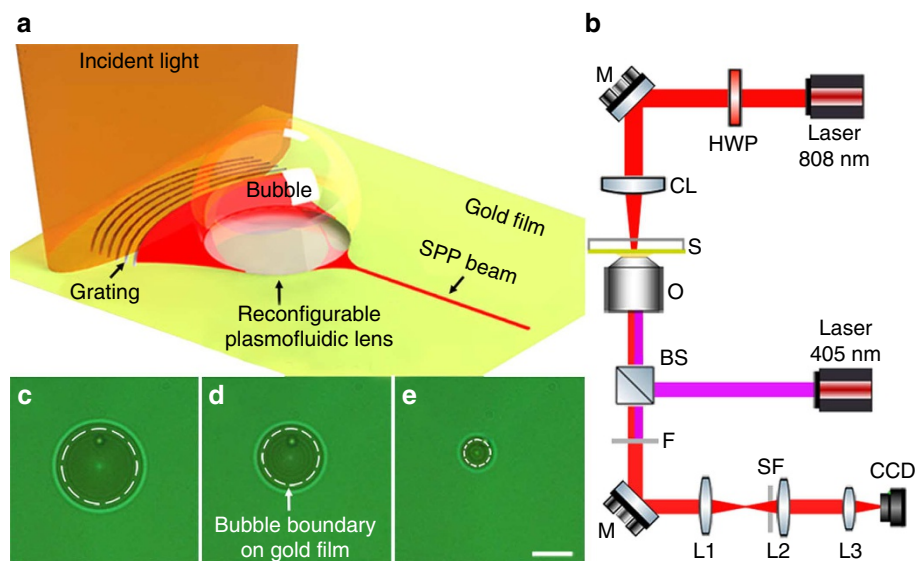 a
Incident light
Bubble
Gold film
SPP beam
Grating
Reconfigurable
plasmofluidic lens
b
M
HWP
Laser
808 nm
CL
S
O
BS
Laser
405 nm
F
M
L1
SF
L2
L3
CCD
c
d
e
Bubble boundary
on gold film